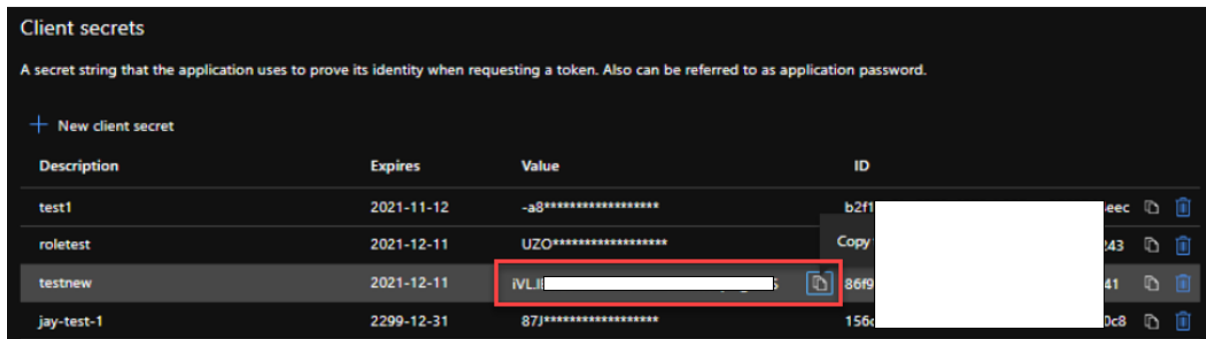 Client secrets
A secret string that the application uses to prove its identity when requesting a token. Also can be referred to as application password.
New client secret
Description Expires Value ID
test1 2021-11-12 -a8****************** b2f1 eec
roletest 2021-12-11 UZO****************** Copy 243
testnew 2021-12-11 86f9 41
jay-test-1 2299-12-31 87J****************** 156 0c8